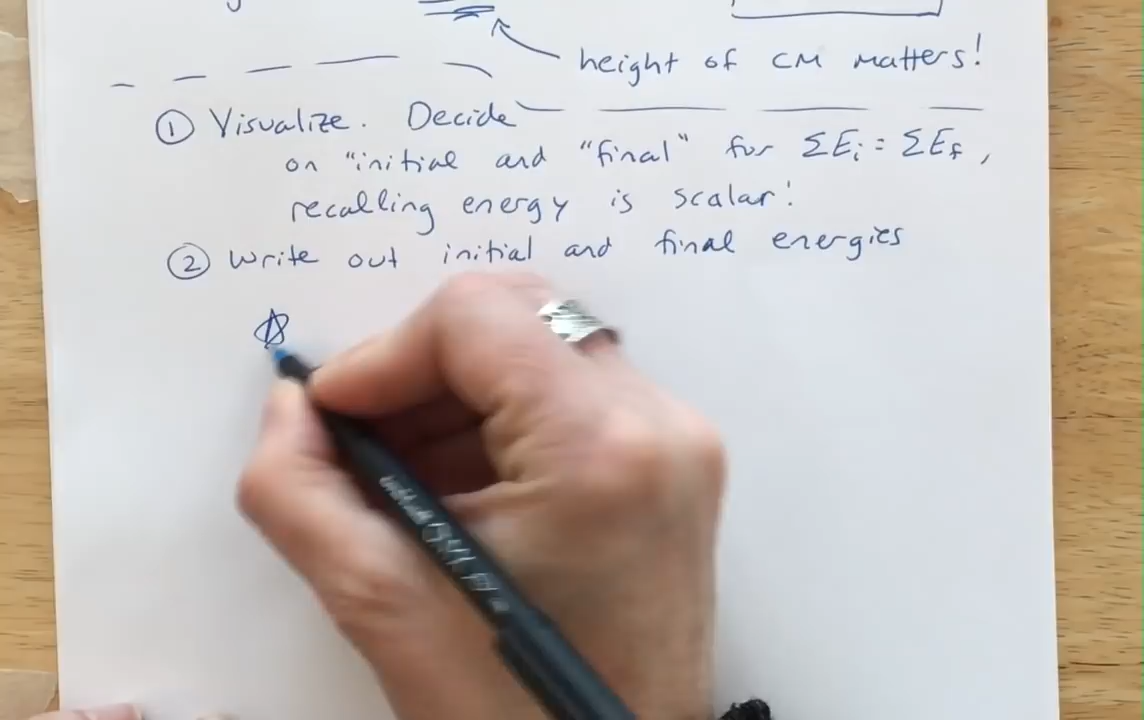 height of CM matters!
① Visualize. Decide
on "initial and "final" for ΣEi = ΣEf,
recalling energy is scalar!
② Write out initial and final energies